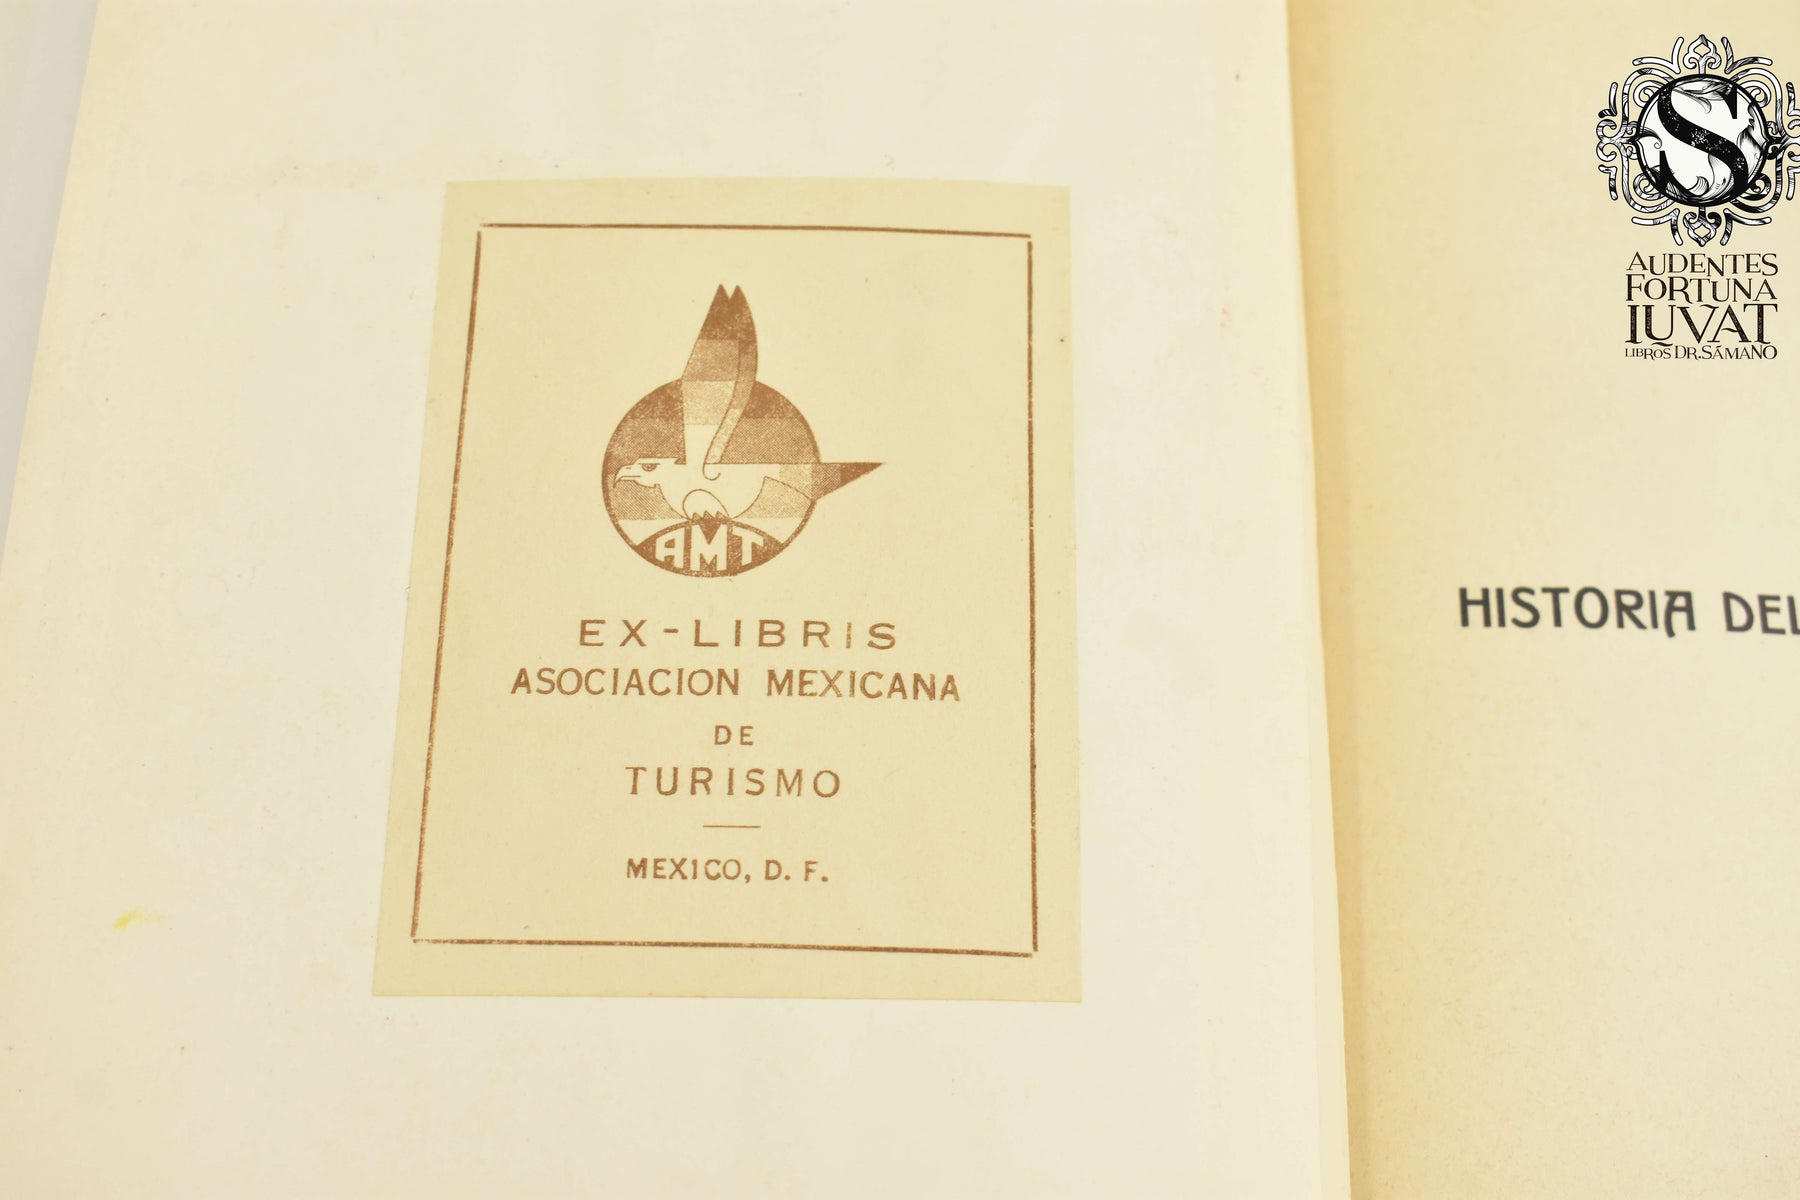 AMT
EX-LIBRIS
ASOCIACION MEXICANA
DE
TURISMO
MEXICO, D. F.
HISTORIA DEL
S
AUDENTES
FORTUNA
IUVAT
LIBROS DR. SÁMANO